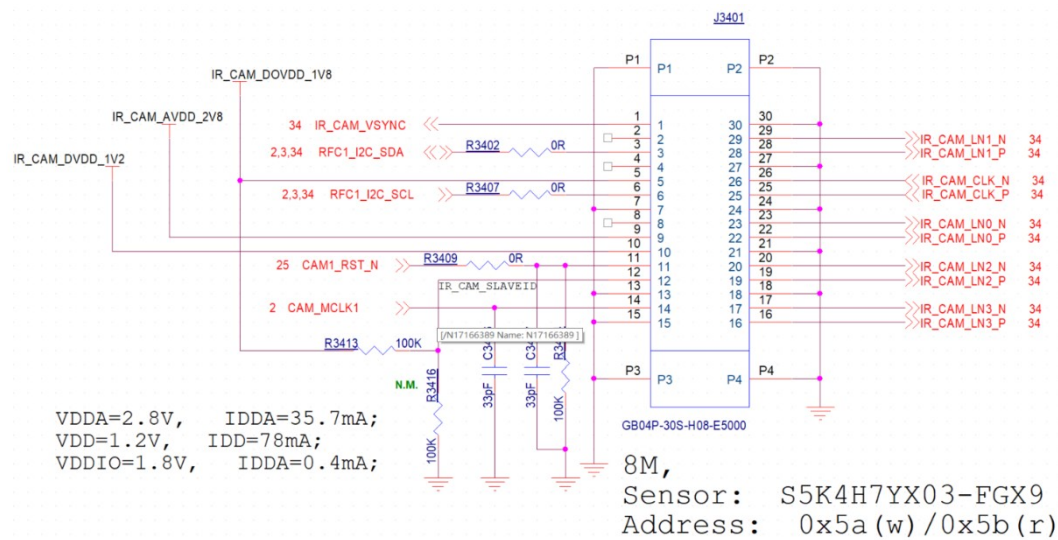 J3401
P1 P1 P2 P2
IR_CAM_DOVDD_1V8
IR_CAM_AVDD_2V8
IR_CAM_DVDD_1V2
34 IR_CAM_VSYNC
2,3,34 RFC1_I2C_SDA R3402 0R
2,3,34 RFC1_I2C_SCL R3407 0R
25 CAM1_RST_N R3409 0R
IR_CAM_SLAVEID
2 CAM_MCLK1
[/N17166389 Name: N17166389 ]
R3413 100K
N.M.
R3416
100K
33pF
33pF
100K
1 1 30 30
2 2 29 29 IR_CAM_LN1_N 34
3 3 28 28 IR_CAM_LN1_P 34
4 4 27 27
5 5 26 26 IR_CAM_CLK_N 34
6 6 25 25 IR_CAM_CLK_P 34
7 7 24 24
8 8 23 23 IR_CAM_LN0_N 34
9 9 22 22 IR_CAM_LN0_P 34
10 10 21 21
11 11 20 20 IR_CAM_LN2_N 34
12 12 19 19 IR_CAM_LN2_P 34
13 13 18 18
14 14 17 17 IR_CAM_LN3_N 34
15 15 16 16 IR_CAM_LN3_P 34
P3 P3 P4 P4
GB04P-30S-H08-E5000
VDDA=2.8V, IDDA=35.7mA;
VDD=1.2V, IDD=78mA;
VDDIO=1.8V, IDDA=0.4mA;
8M,
Sensor: S5K4H7YX03-FGX9
Address: 0x5a(w)/0x5b(r)